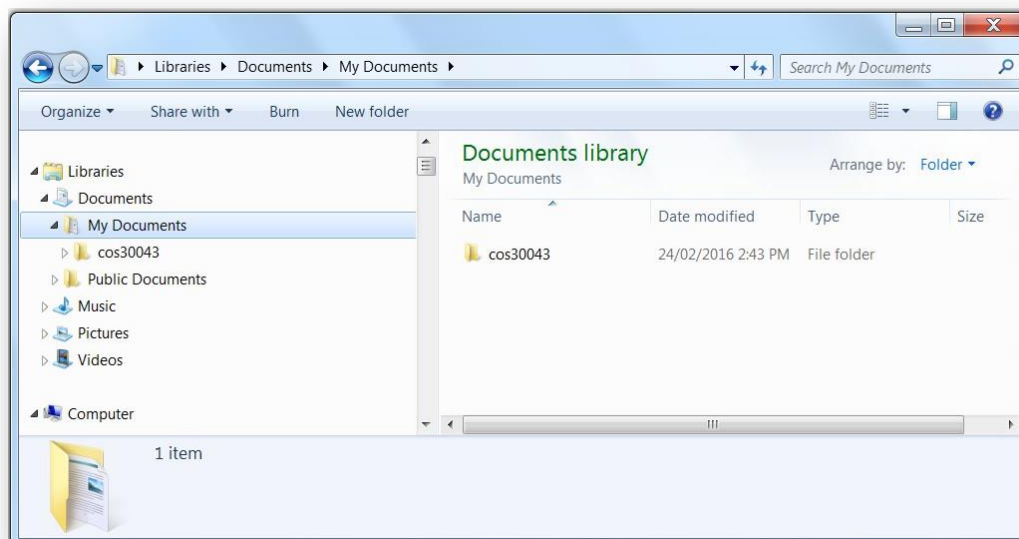 Libraries Documents My Documents
Search My Documents
Organize Share with Burn New folder
Libraries
Documents
My Documents
cos30043
Public Documents
Music
Pictures
Videos
Computer
Documents library
My Documents
Arrange by: Folder
Name Date modified Type Size
cos30043 24/02/2016 2:43 PM File folder
1 item